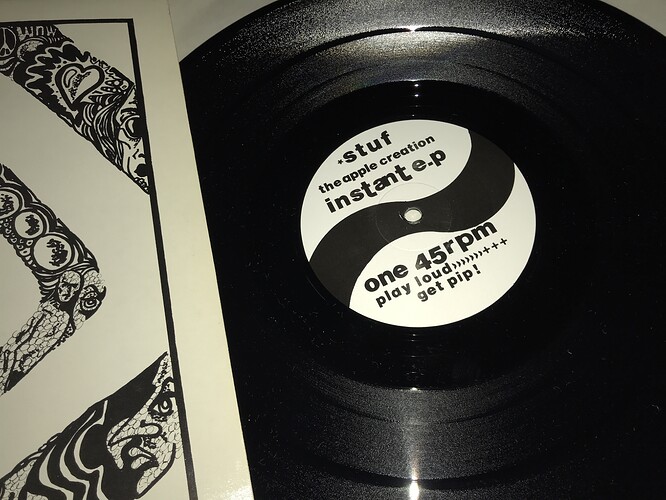 *stuf
the apple creation
instant e.p
one 45rpm
play loud›››››››+++
get pip!